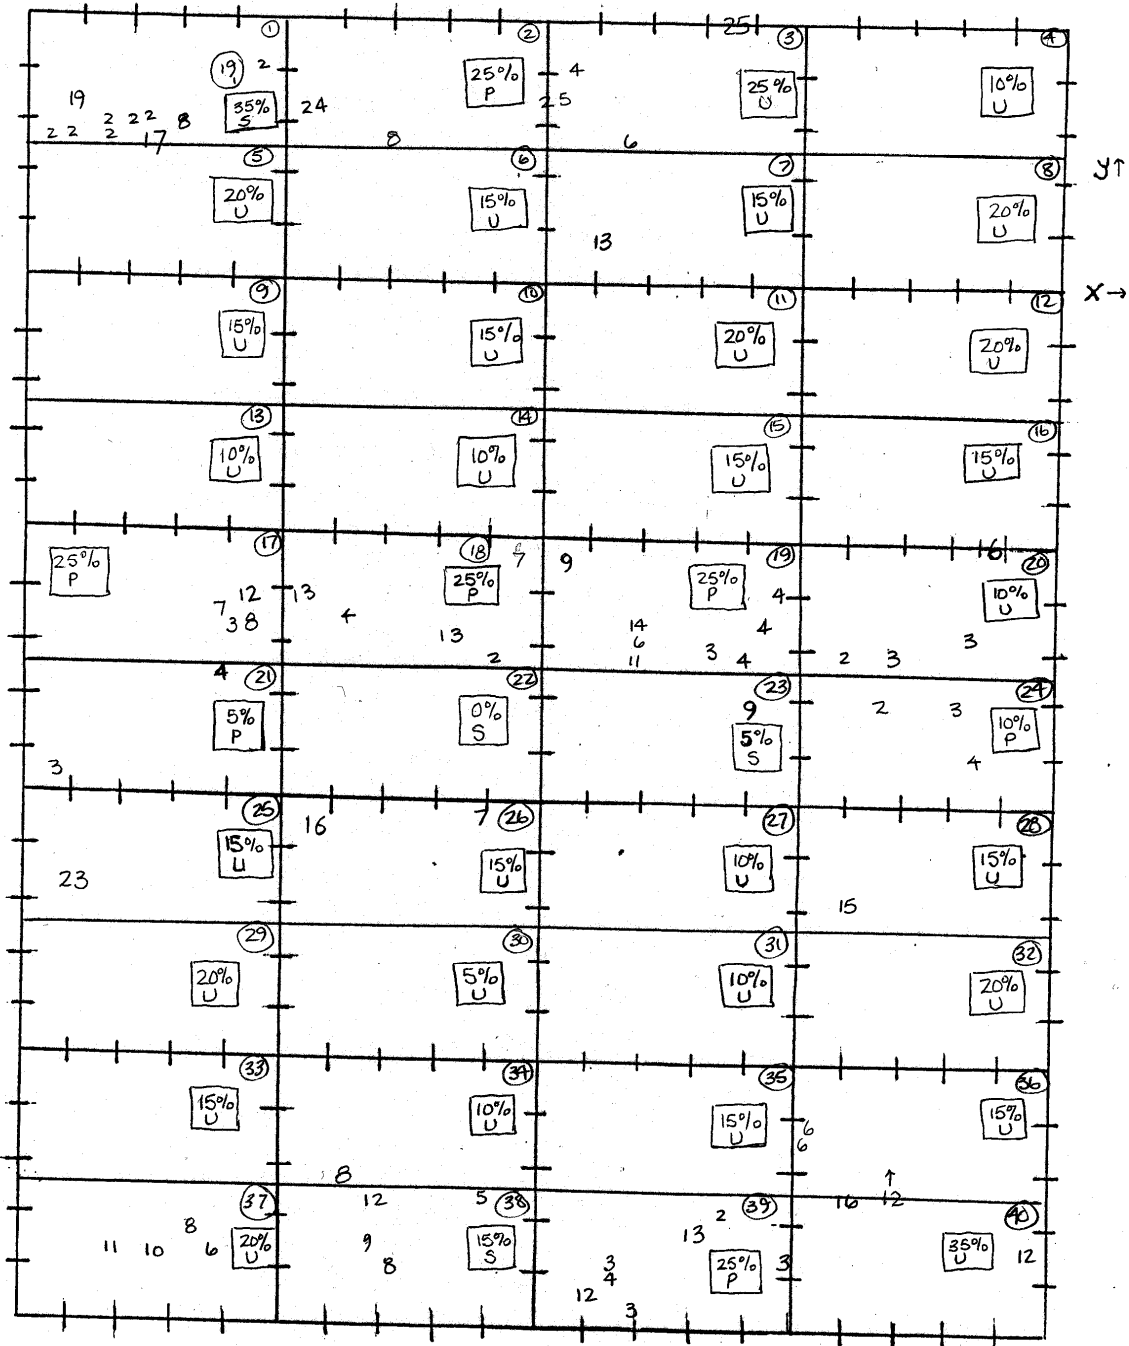 25
① ② ③ ④
19 2 25% P 4 25% U 10% U
19 35% S 24 25
2 2 2 8
2 2 2 17 8 6
⑤ ⑥ ⑦ ⑧
y↑
20% U 15% U 15% U 20% U
13
⑨ ⑩ ⑪ ⑫
X→
15% U 15% U 20% U 20% U
⑬ ⑭ ⑮ ⑯
10% U 10% U 15% U 15% U
⑰ ⑱ 7 9 ⑲ 16 ⑳
25% P 25% P 25% P 10% U
12 13 4
7 4
38 13 14 4 3
6 3
2 11 4 2 3
4 ㉑ ㉒ ㉓ ㉔
9 2 3
5% P 0% S 5% S 10% P
3 4
㉕ 16 7 ㉖ ㉗ ㉘
15% U 15% U 10% U 15% U
23 15
㉙ ㉚ ㉛ ㉜
20% U 5% U 10% U 20% U
㉝ ㉞ ㉟ ㊱
15% U 10% U 15% U 15% U
6
6
8 ↑
㊲ 12 5 ㊳ ㊴ 16 12 ㊵
8 2
11 10 6 20% U 9 15% S 13 35% U 12
8 3 25% P 3
4
12
3